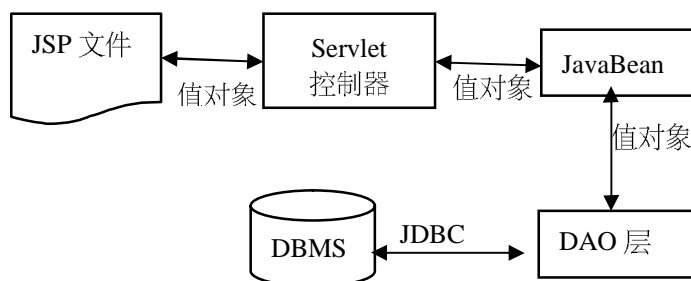 JSP 文件
Servlet
控制器
JavaBean
值对象
值对象
值对象
DBMS
JDBC
DAO 层